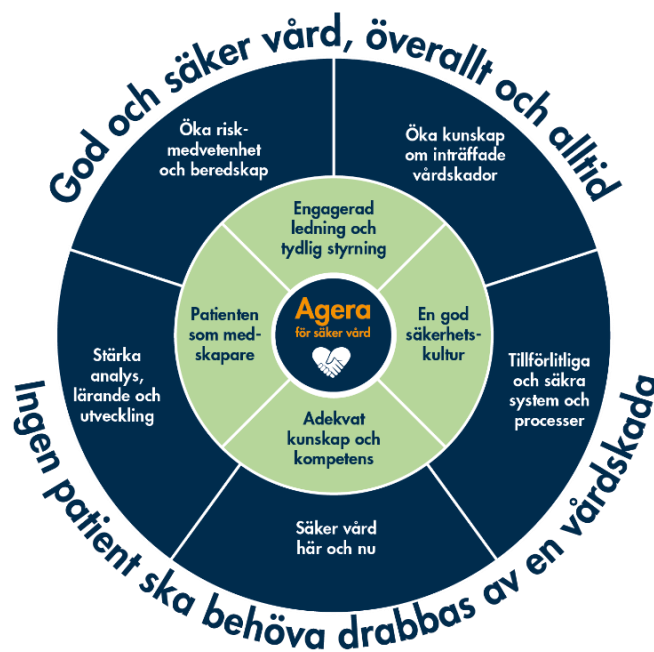 God och säker vård, överallt och alltid
Öka risk-
medvetenhet
och beredskap
Öka kunskap
om inträffade
vårdskador
Engagerad
ledning och
tydlig styrning
Patienten
som med-
skapare
Agera
för säker vård
En god
säkerhets-
kultur
Stärka
analys,
lärande och
utveckling
Tillförlitliga
och säkra
system och
processer
Adekvat
kunskap och
kompetens
Säker vård
här och nu
Ingen patient ska behöva drabbas av en vårdskada